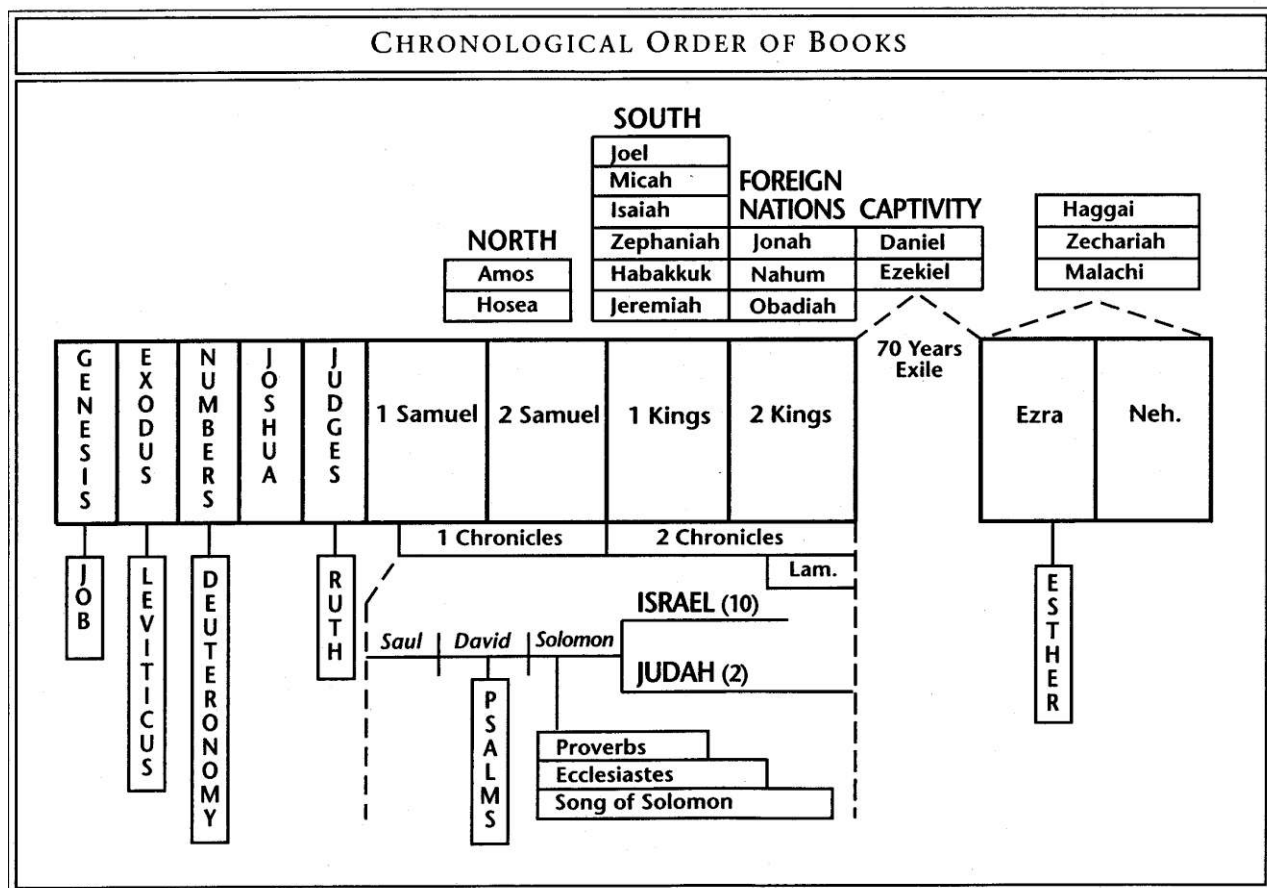 CHRONOLOGICAL ORDER OF BOOKS
SOUTH
Joel
Micah
Isaiah
Zephaniah
Habakkuk
Jeremiah
FOREIGN
NATIONS
Jonah
Nahum
Obadiah
CAPTIVITY
Daniel
Ezekiel
Haggai
Zechariah
Malachi
NORTH
Amos
Hosea
70 Years
Exile
GENESIS
EXODUS
NUMBERS
JOSHUA
JUDGES
1 Samuel
2 Samuel
1 Kings
2 Kings
Ezra
Neh.
1 Chronicles
2 Chronicles
Lam.
JOB
LEVITICUS
DEUTERONOMY
RUTH
ESTHER
ISRAEL (10)
Saul
David
Solomon
JUDAH (2)
PSALMS
Proverbs
Ecclesiastes
Song of Solomon